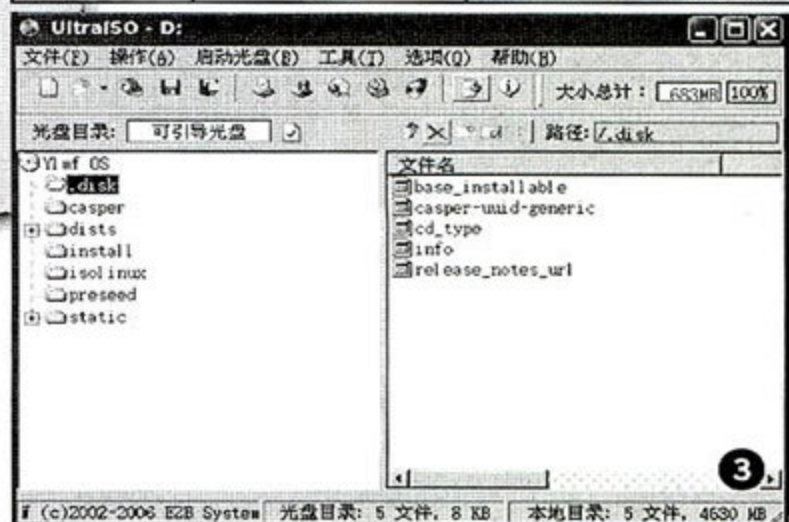 UltraISO - D:
文件(F) 操作(A) 启动光盘(B) 工具(T) 选项(O) 帮助(H)
大小总计: 683MB 100%
光盘目录: 可引导光盘 路径: /.disk
Ylmf OS
.disk
casper
dists
install
isolinux
preseed
static
文件名
base_installable
casper-uuid-generic
cd_type
info
release_notes_url
3
(c)2002-2006 EZB System 光盘目录: 5 文件, 8 KB 本地目录: 5 文件, 4630 MB